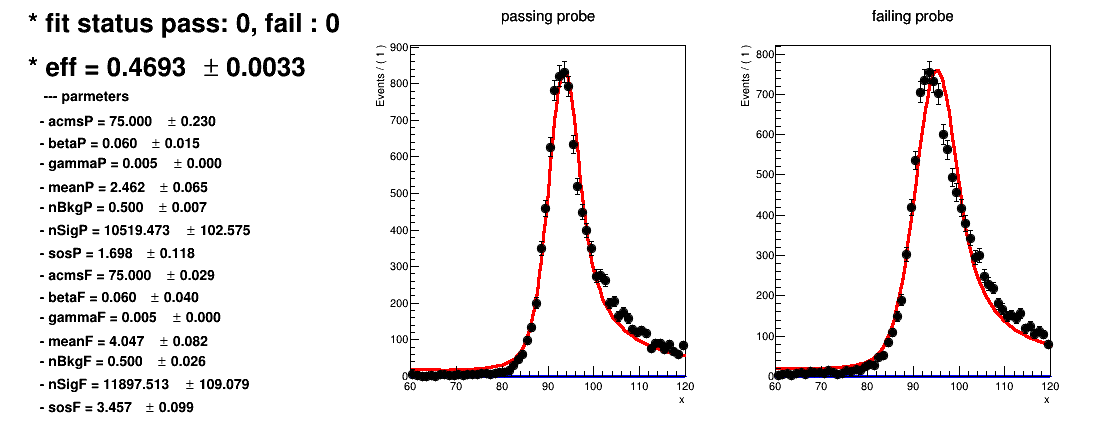 * fit status pass: 0, fail : 0
* eff = 0.4693 ± 0.0033
--- parmeters
- acmsP = 75.000 ± 0.230
- betaP = 0.060 ± 0.015
- gammaP = 0.005 ± 0.000
- meanP = 2.462 ± 0.065
- nBkgP = 0.500 ± 0.007
- nSigP = 10519.473 ± 102.575
- sosP = 1.698 ± 0.118
- acmsF = 75.000 ± 0.029
- betaF = 0.060 ± 0.040
- gammaF = 0.005 ± 0.000
- meanF = 4.047 ± 0.082
- nBkgF = 0.500 ± 0.026
- nSigF = 11897.513 ± 109.079
- sosF = 3.457 ± 0.099
passing probe
Events / ( 1 )
900
800
700
600
500
400
300
200
100
0
60 70 80 90 100 110 120
x
failing probe
Events / ( 1 )
800
700
600
500
400
300
200
100
0
60 70 80 90 100 110 120
x